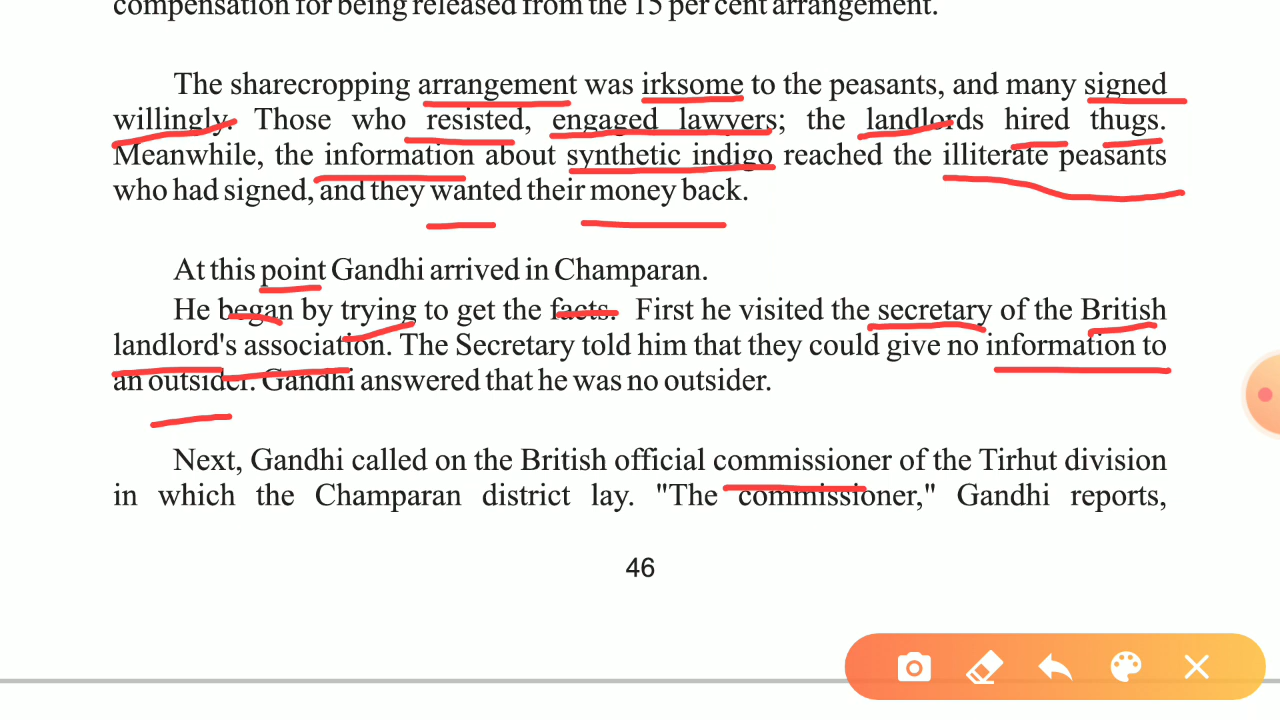 compensation for being released from the 15 per cent arrangement.
The sharecropping arrangement was irksome to the peasants, and many signed
willingly. Those who resisted, engaged lawyers; the landlords hired thugs.
Meanwhile, the information about synthetic indigo reached the illiterate peasants
who had signed, and they wanted their money back.
At this point Gandhi arrived in Champaran.
He began by trying to get the facts. First he visited the secretary of the British
landlord's association. The Secretary told him that they could give no information to
an outsider. Gandhi answered that he was no outsider.
Next, Gandhi called on the British official commissioner of the Tirhut division
in which the Champaran district lay. "The commissioner," Gandhi reports,
46